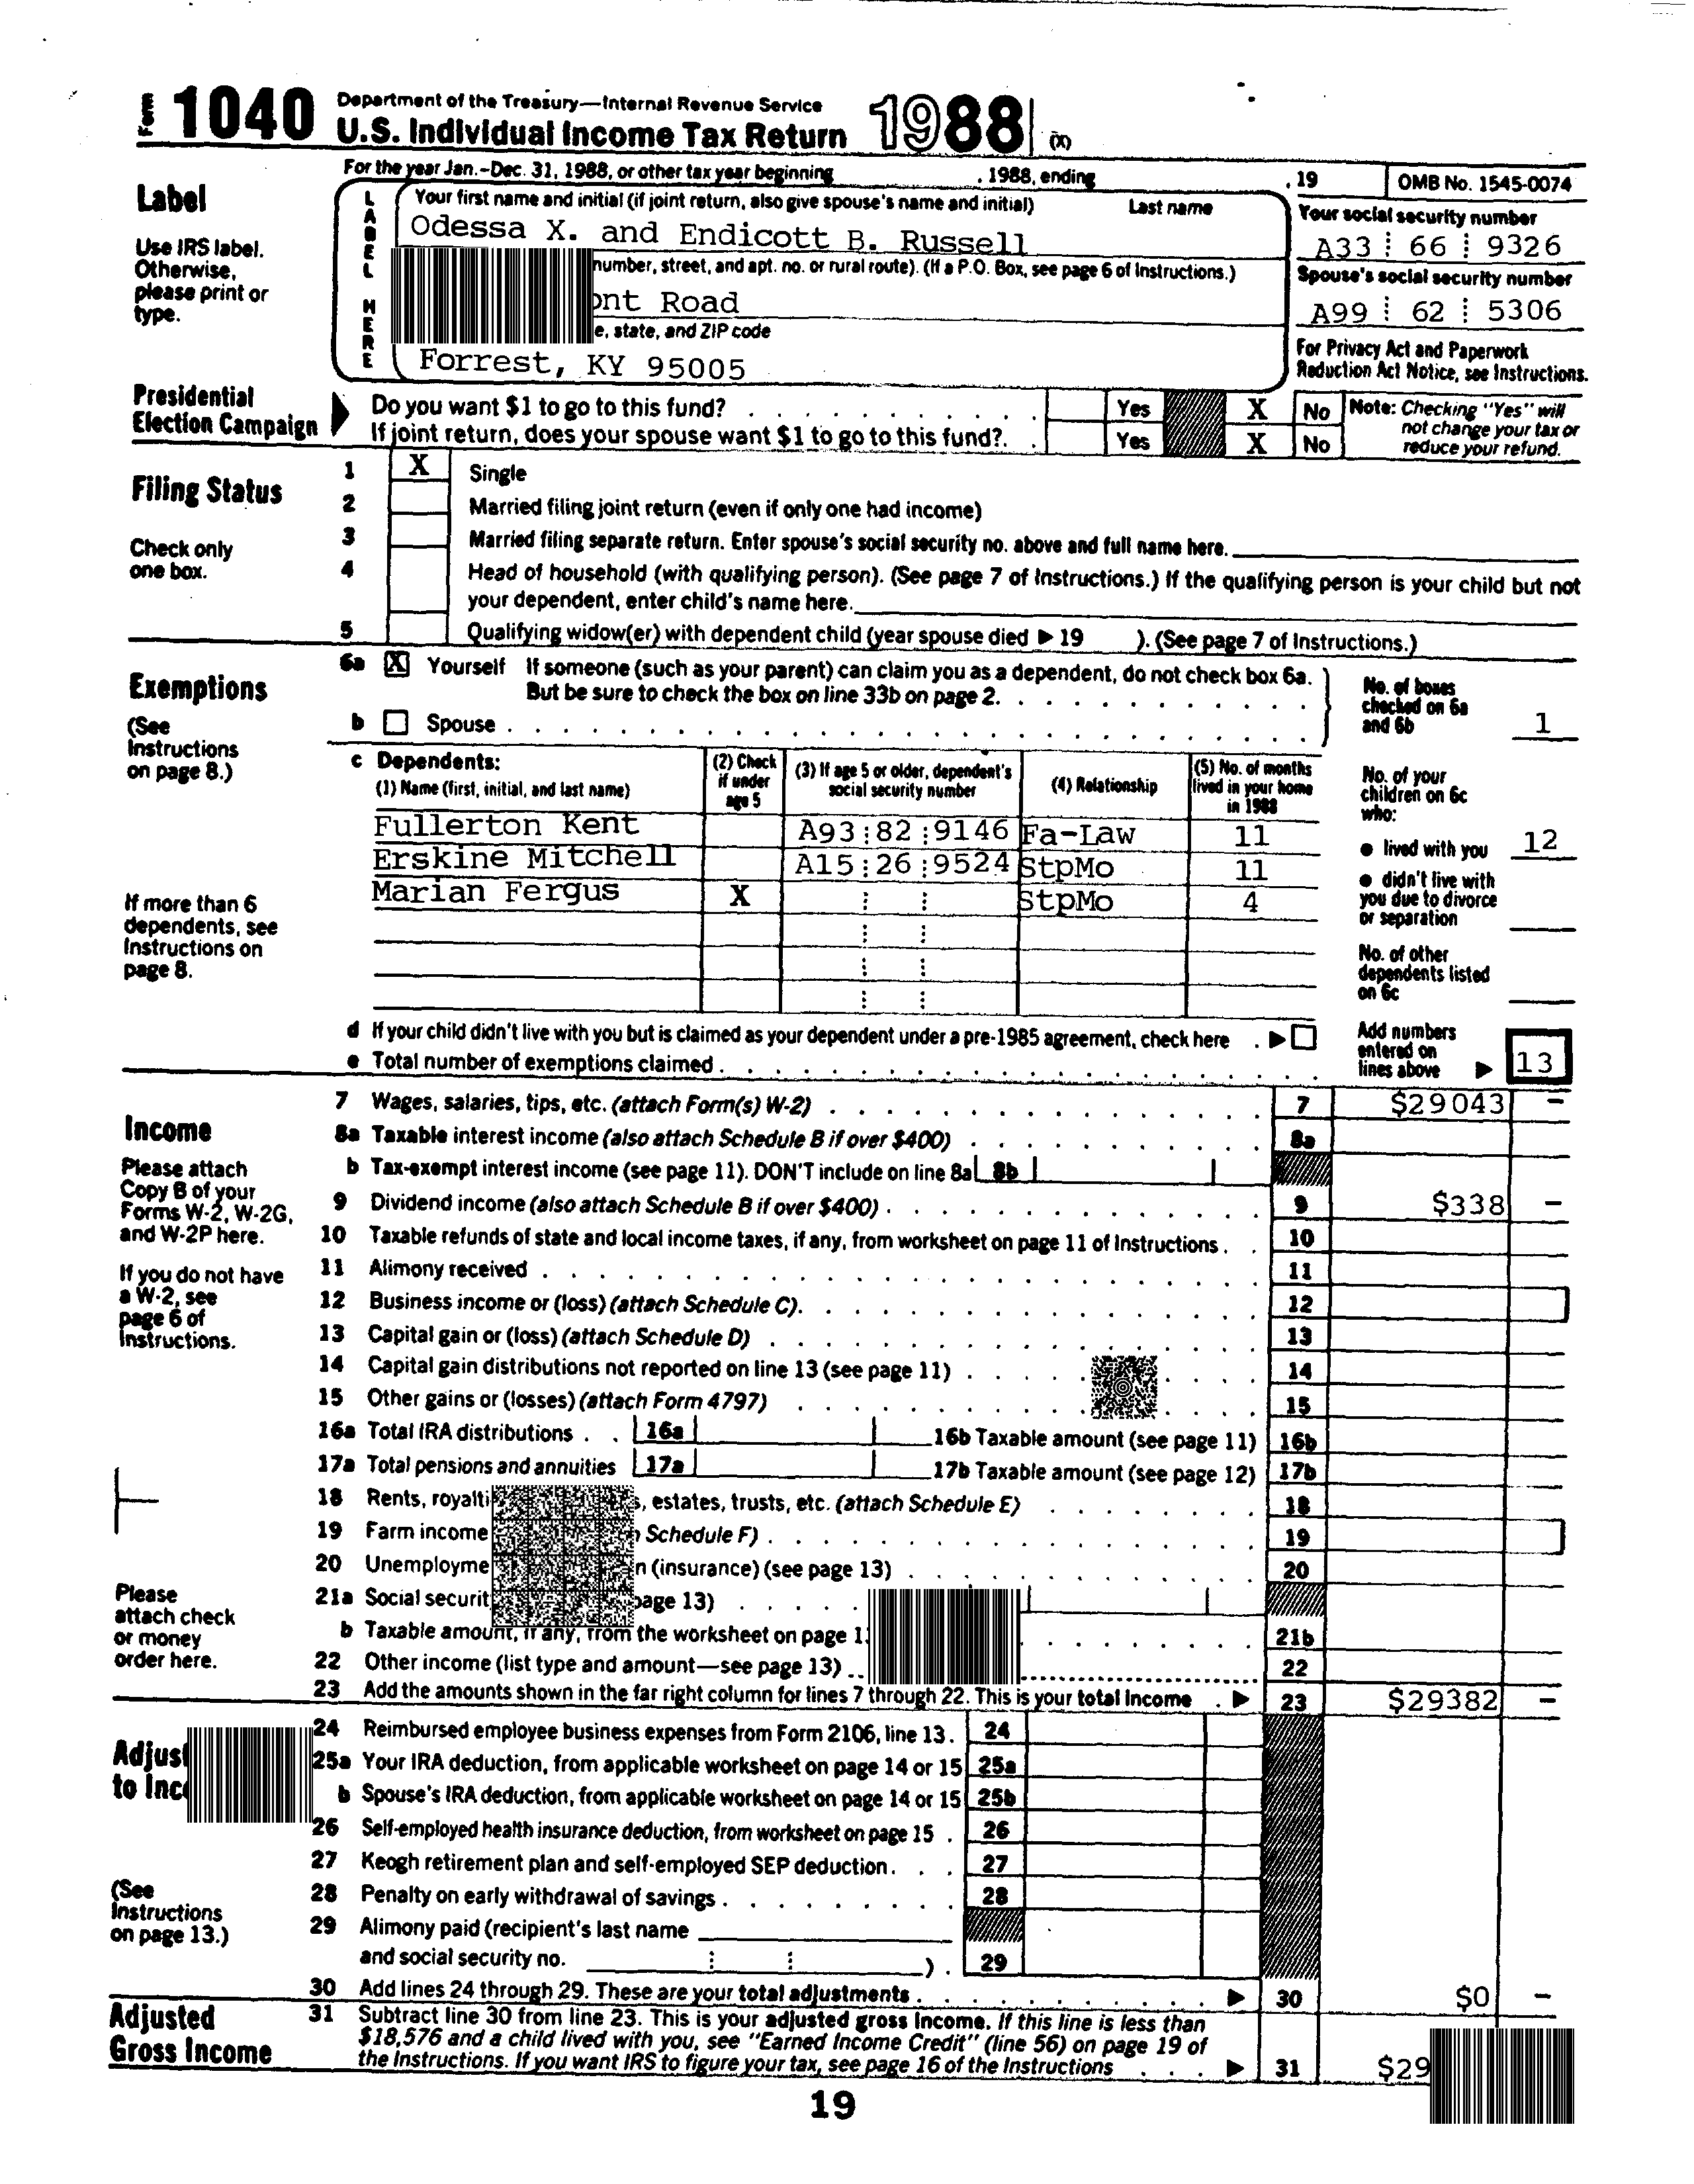 Form 1040 Department of the Treasury—Internal Revenue Service
U.S. Individual Income Tax Return 1988 (X)
For the year Jan.-Dec. 31, 1988, or other tax year beginning , 1988, ending , 19 OMB No. 1545-0074
Label
Use IRS label.
Otherwise,
please print or
type.
LABEL HERE
Your first name and initial (if joint return, also give spouse's name and initial) Last name
Odessa X. and Endicott B. Russell
number, street, and apt. no. or rural route). (If a P.O. Box, see page 6 of Instructions.)
Road
state, and ZIP code
Forrest, KY 95005
Your social security number
A33 66 9326
Spouse's social security number
A99 62 5306
For Privacy Act and Paperwork
Reduction Act Notice, see Instructions.
Presidential
Election Campaign
Do you want $1 to go to this fund? Yes X No
If joint return, does your spouse want $1 to go to this fund? Yes X No
Note: Checking "Yes" will
not change your tax or
reduce your refund.
Filing Status
Check only
one box.
1 X Single
2 Married filing joint return (even if only one had income)
3 Married filing separate return. Enter spouse's social security no. above and full name here.
4 Head of household (with qualifying person). (See page 7 of Instructions.) If the qualifying person is your child but not
your dependent, enter child's name here.
5 Qualifying widow(er) with dependent child (year spouse died ▶ 19 ). (See page 7 of Instructions.)
Exemptions
(See
Instructions
on page 8.)
If more than 6
dependents, see
Instructions on
page 8.
6a X Yourself If someone (such as your parent) can claim you as a dependent, do not check box 6a.
But be sure to check the box on line 33b on page 2.
b Spouse
No. of boxes
checked on 6a
and 6b 1
c Dependents:
(1) Name (first, initial, and last name)
(2) Check
if under
age 5
(3) If age 5 or older, dependent's
social security number
(4) Relationship
(5) No. of months
lived in your home
in 1988
Fullerton Kent A93 82 9146 Fa-Law 11
Erskine Mitchell A15 26 9524 StpMo 11
Marian Fergus X StpMo 4
No. of your
children on 6c
who:
● lived with you 12
● didn't live with
you due to divorce
or separation
No. of other
dependents listed
on 6c
d If your child didn't live with you but is claimed as your dependent under a pre-1985 agreement, check here ▶
e Total number of exemptions claimed
Add numbers
entered on
lines above ▶ 13
Income
Please attach
Copy B of your
Forms W-2, W-2G,
and W-2P here.
If you do not have
a W-2, see
page 6 of
Instructions.
Please
attach check
or money
order here.
7 Wages, salaries, tips, etc. (attach Form(s) W-2) 7 $29043 –
8a Taxable interest income (also attach Schedule B if over $400) 8a
b Tax-exempt interest income (see page 11). DON'T include on line 8a 8b
9 Dividend income (also attach Schedule B if over $400) 9 $338 –
10 Taxable refunds of state and local income taxes, if any, from worksheet on page 11 of Instructions 10
11 Alimony received 11
12 Business income or (loss) (attach Schedule C) 12
13 Capital gain or (loss) (attach Schedule D) 13
14 Capital gain distributions not reported on line 13 (see page 11) 14
15 Other gains or (losses) (attach Form 4797) 15
16a Total IRA distributions 16a 16b Taxable amount (see page 11) 16b
17a Total pensions and annuities 17a 17b Taxable amount (see page 12) 17b
18 Rents, estates, trusts, etc. (attach Schedule E) 18
19 Farm income Schedule F) 19
20 (insurance) (see page 13) 20
21a Social page 13)
b Taxable amount, if any, from the worksheet on page 21b
22 Other income (list type and amount—see page 13) 22
23 Add the amounts shown in the far right column for lines 7 through 22. This is your total income ▶ 23 $29382 –
to
(See
Instructions
on page 13.)
24 Reimbursed employee business expenses from Form 2106, line 13. 24
25a Your IRA deduction, from applicable worksheet on page 14 or 15 25a
b Spouse's IRA deduction, from applicable worksheet on page 14 or 15 25b
26 Self-employed health insurance deduction, from worksheet on page 15 26
27 Keogh retirement plan and self-employed SEP deduction 27
28 Penalty on early withdrawal of savings 28
29 Alimony paid (recipient's last name
and social security no. ) 29
30 Add lines 24 through 29. These are your total adjustments ▶ 30 $0 –
Adjusted
Gross Income
31 Subtract line 30 from line 23. This is your adjusted gross income. If this line is less than
$18,576 and a child lived with you, see "Earned Income Credit" (line 56) on page 19 of
the Instructions. If you want IRS to figure your tax, see page 16 of the Instructions ▶ 31 $29
19